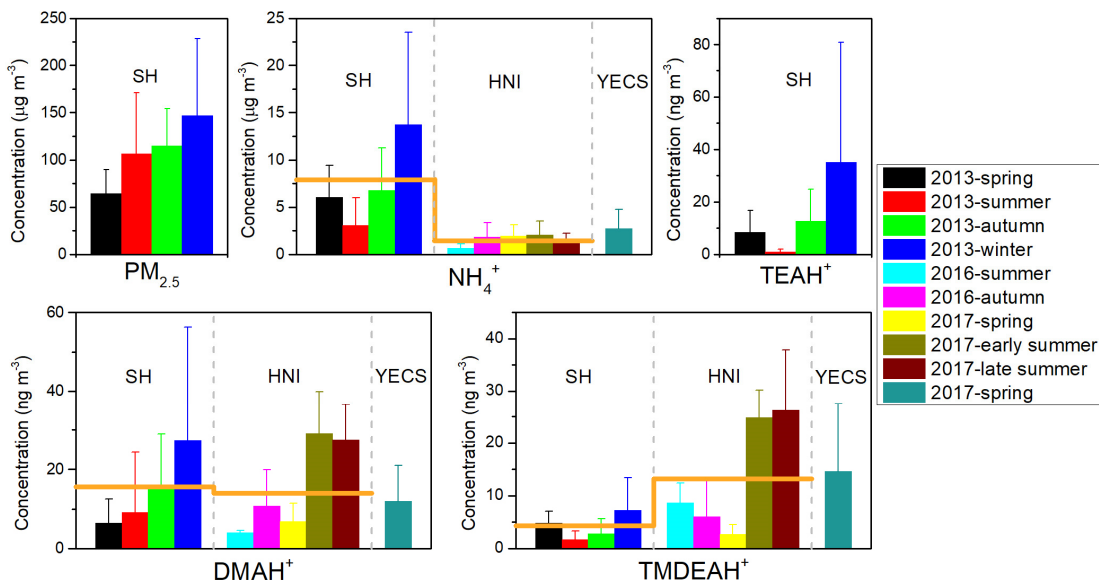 Concentration (μg m⁻³)
250
200
150
100
50
0
SH
PM₂.₅
Concentration (μg m⁻³)
25
20
15
10
5
0
SH
HNI
YECS
NH₄⁺
Concentration (ng m⁻³)
80
60
40
20
0
SH
TEAH⁺
2013-spring
2013-summer
2013-autumn
2013-winter
2016-summer
2016-autumn
2017-spring
2017-early summer
2017-late summer
2017-spring
Concentration (ng m⁻³)
60
40
20
0
SH
HNI
YECS
DMAH⁺
Concentration (ng m⁻³)
40
30
20
10
0
SH
HNI
YECS
TMDEAH⁺